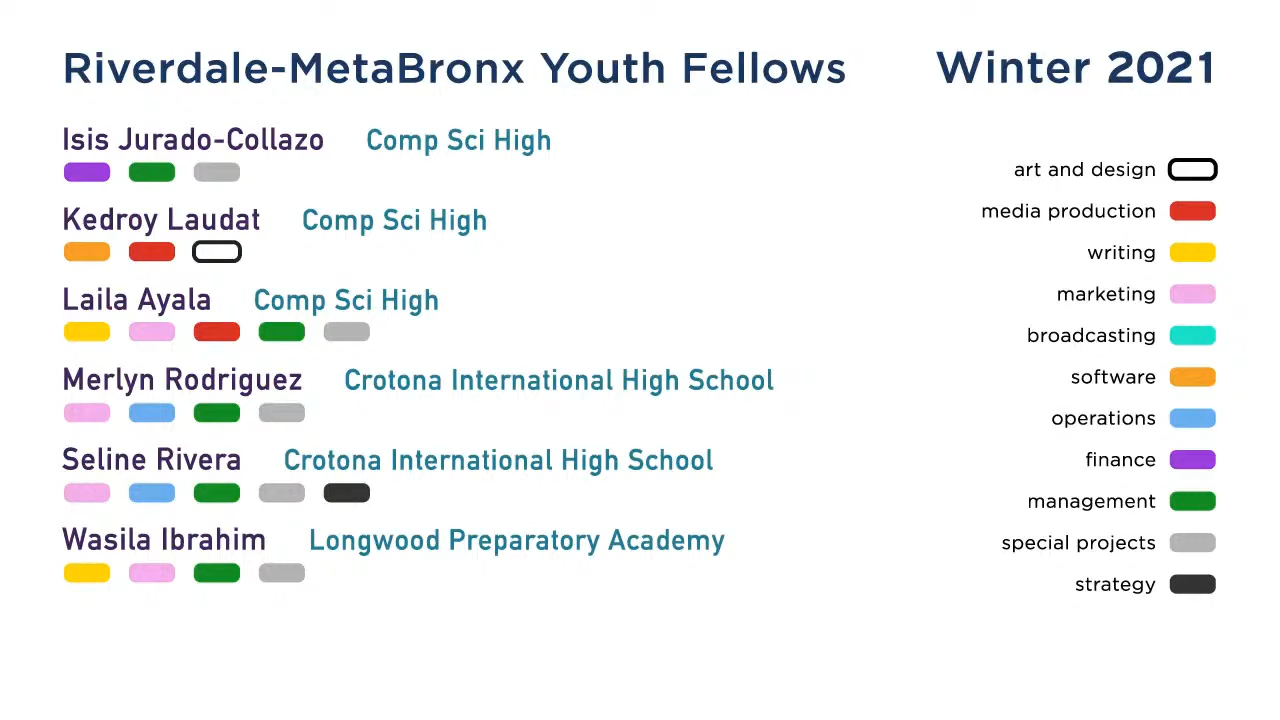 Riverdale-MetaBronx Youth Fellows
Winter 2021
Isis Jurado-Collazo Comp Sci High
Kedroy Laudat Comp Sci High
Laila Ayala Comp Sci High
Merlyn Rodriguez Crotona International High School
Seline Rivera Crotona International High School
Wasila Ibrahim Longwood Preparatory Academy
art and design
media production
writing
marketing
broadcasting
software
operations
finance
management
special projects
strategy